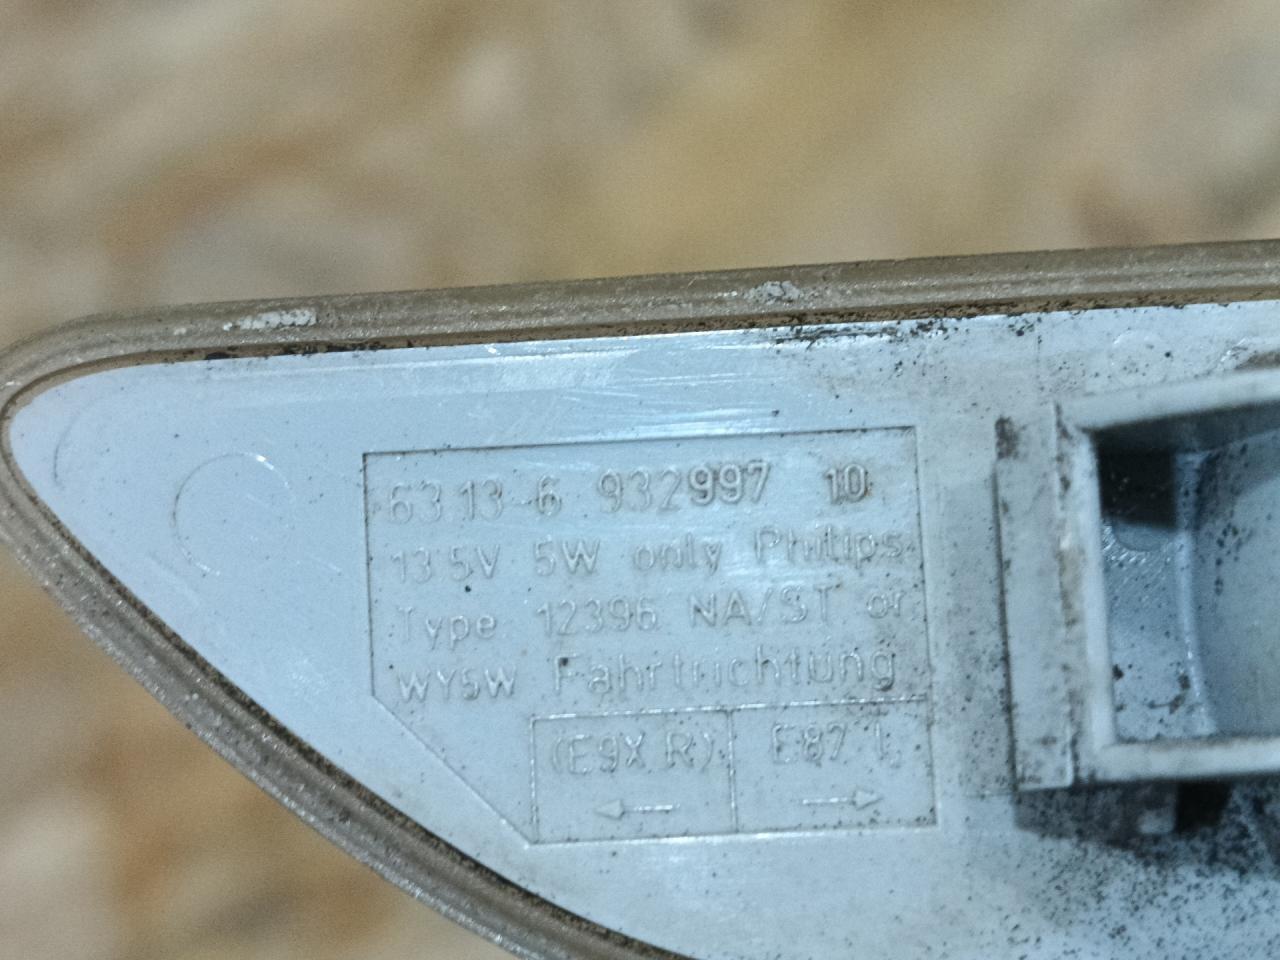 63.13-6 932997 10
13.5V 5W only Philips
Type 12396 NA/ST or
WY5W Fahrtrichtung
(E9X R) E87 L
← →